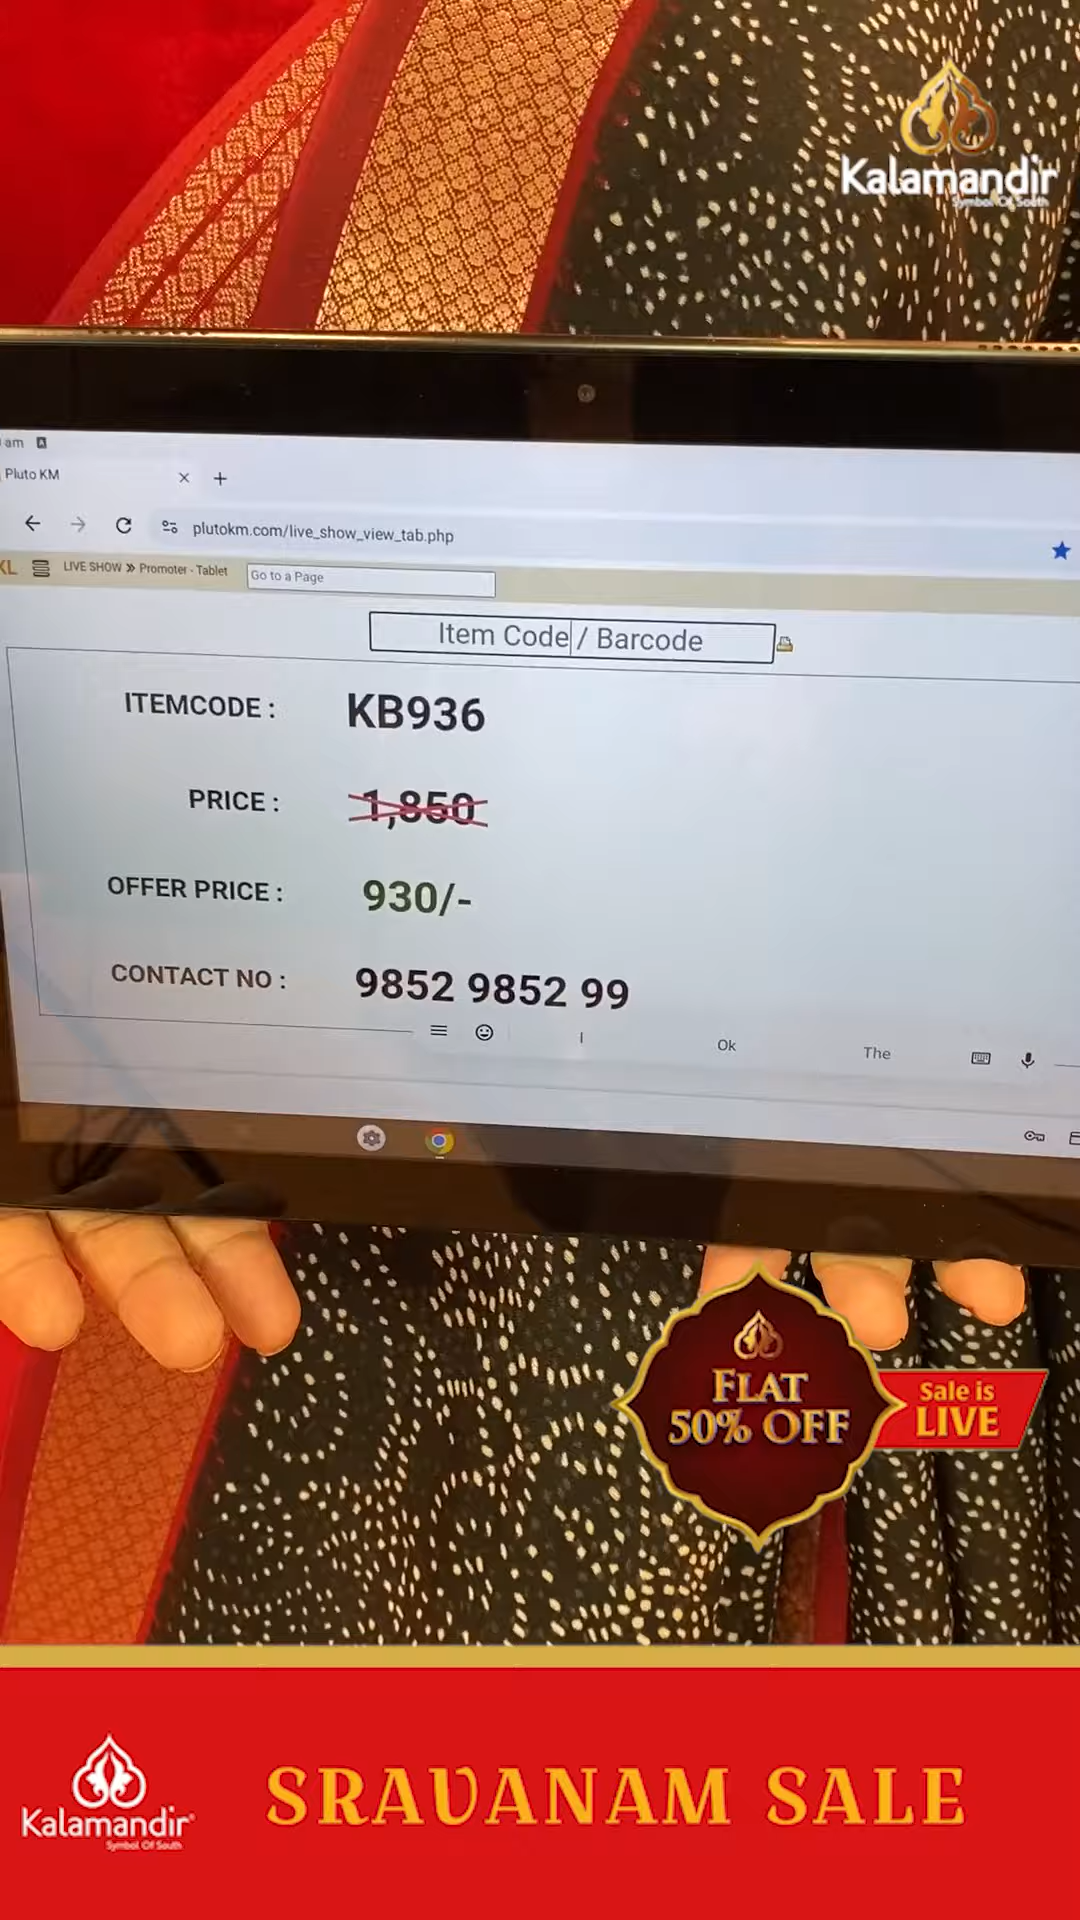 Kalamandir
Symbol Of South
am
Pluto KM
plutokm.com/live_show_view_tab.php
LIVE SHOW » Promoter - Tablet
Go to a Page
Item Code / Barcode
ITEMCODE : KB936
PRICE : 1,850
OFFER PRICE : 930/-
CONTACT NO : 9852 9852 99
I Ok The
FLAT
50% OFF
Sale is
LIVE
Kalamandir
Symbol Of South
SRAVANAM SALE